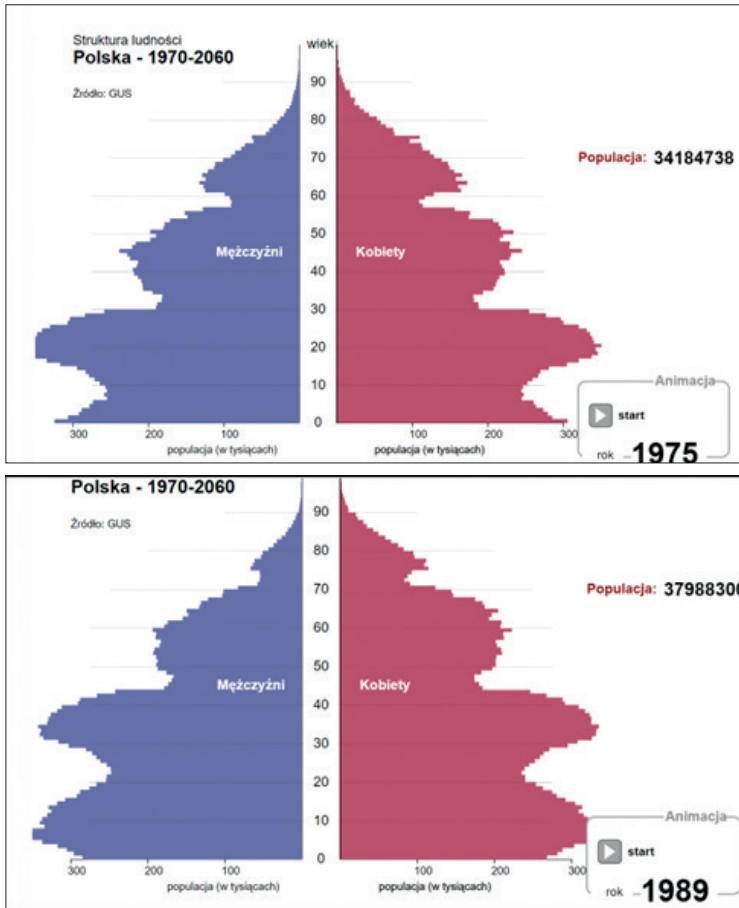 Struktura ludności
Polska - 1970-2060
Źródło: GUS
wiek
90
80
70
60
50
40
30
20
10
0
Mężczyźni
Kobiety
Populacja: 34184738
300 200 100
100 200 300
populacja (w tysiącach)
populacja (w tysiącach)
Animacja
start
rok 1975
Polska - 1970-2060
Źródło: GUS
90
80
70
60
50
40
30
20
10
0
Mężczyźni
Kobiety
Populacja: 37988300
300 200 100
100 200 300
populacja (w tysiącach)
populacja (w tysiącach)
Animacja
start
rok 1989